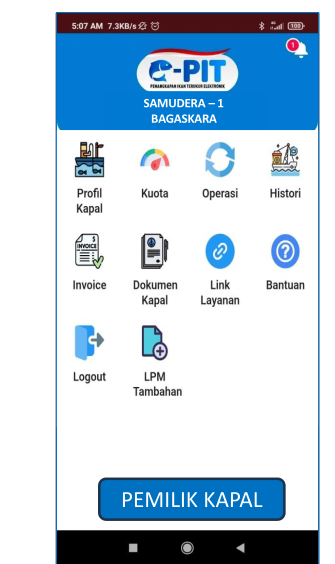 5:07 AM 7.3KB/s
1
e-PIT
PENANGKAPAN IKAN TERUKUR ELEKTRONIK
SAMUDERA – 1
BAGASKARA
Profil
Kapal
Kuota
Operasi
Histori
INVOICE
Invoice
Dokumen
Kapal
Link
Layanan
Bantuan
Logout
LPM
Tambahan
PEMILIK KAPAL